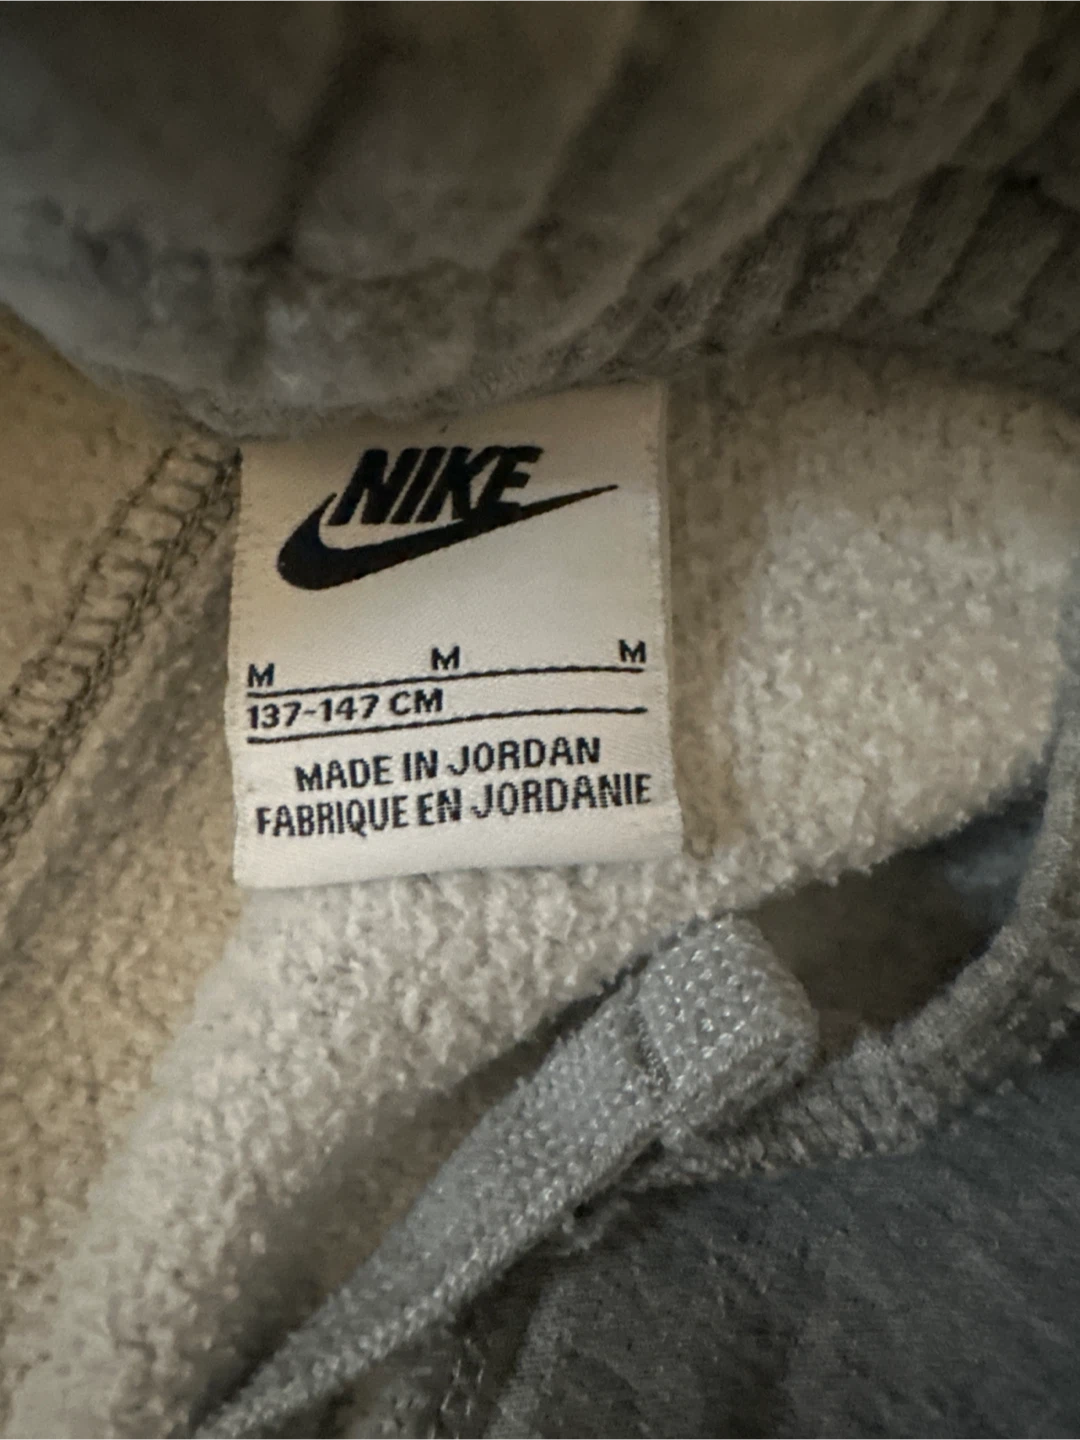 NIKE
M M M
137-147 CM
MADE IN JORDAN
FABRIQUE EN JORDANIE